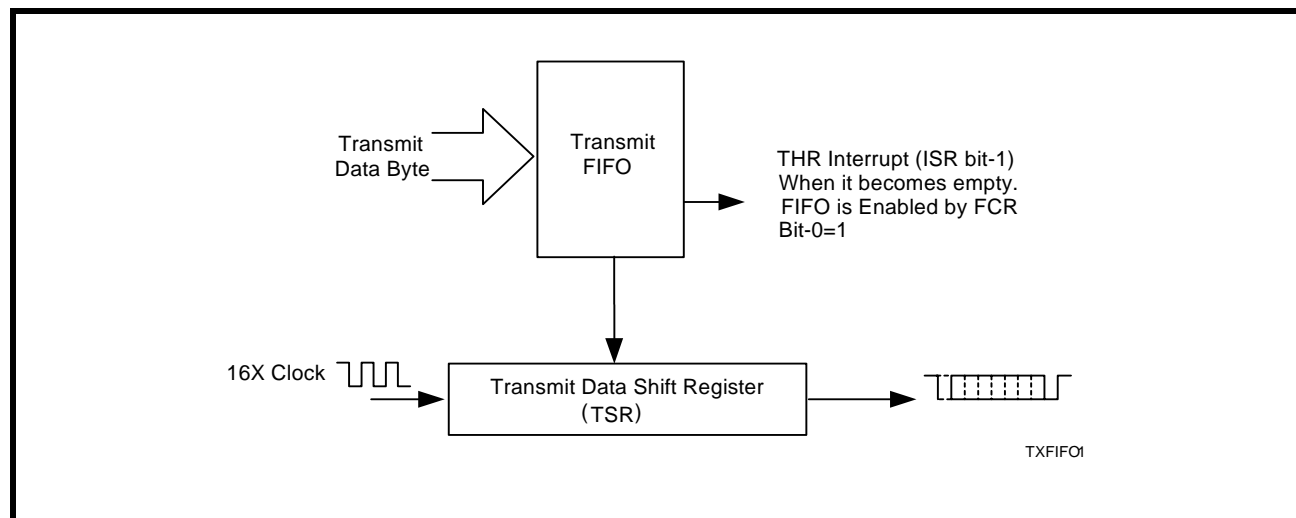 Transmit
Data Byte
Transmit
FIFO
THR Interrupt (ISR bit-1)
When it becomes empty.
FIFO is Enabled by FCR
Bit-0=1
16X Clock
Transmit Data Shift Register
(TSR)
TXFIFO1